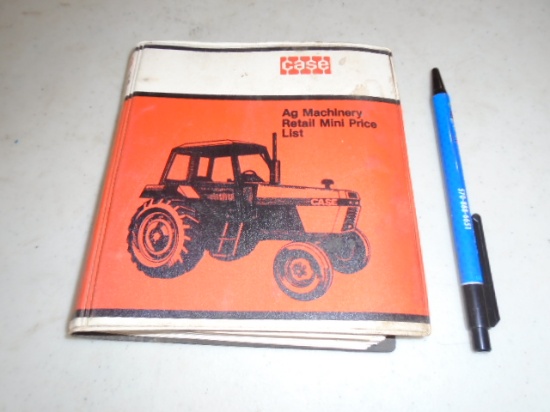 case
Ag Machinery
Retail Mini Price
List
CASE